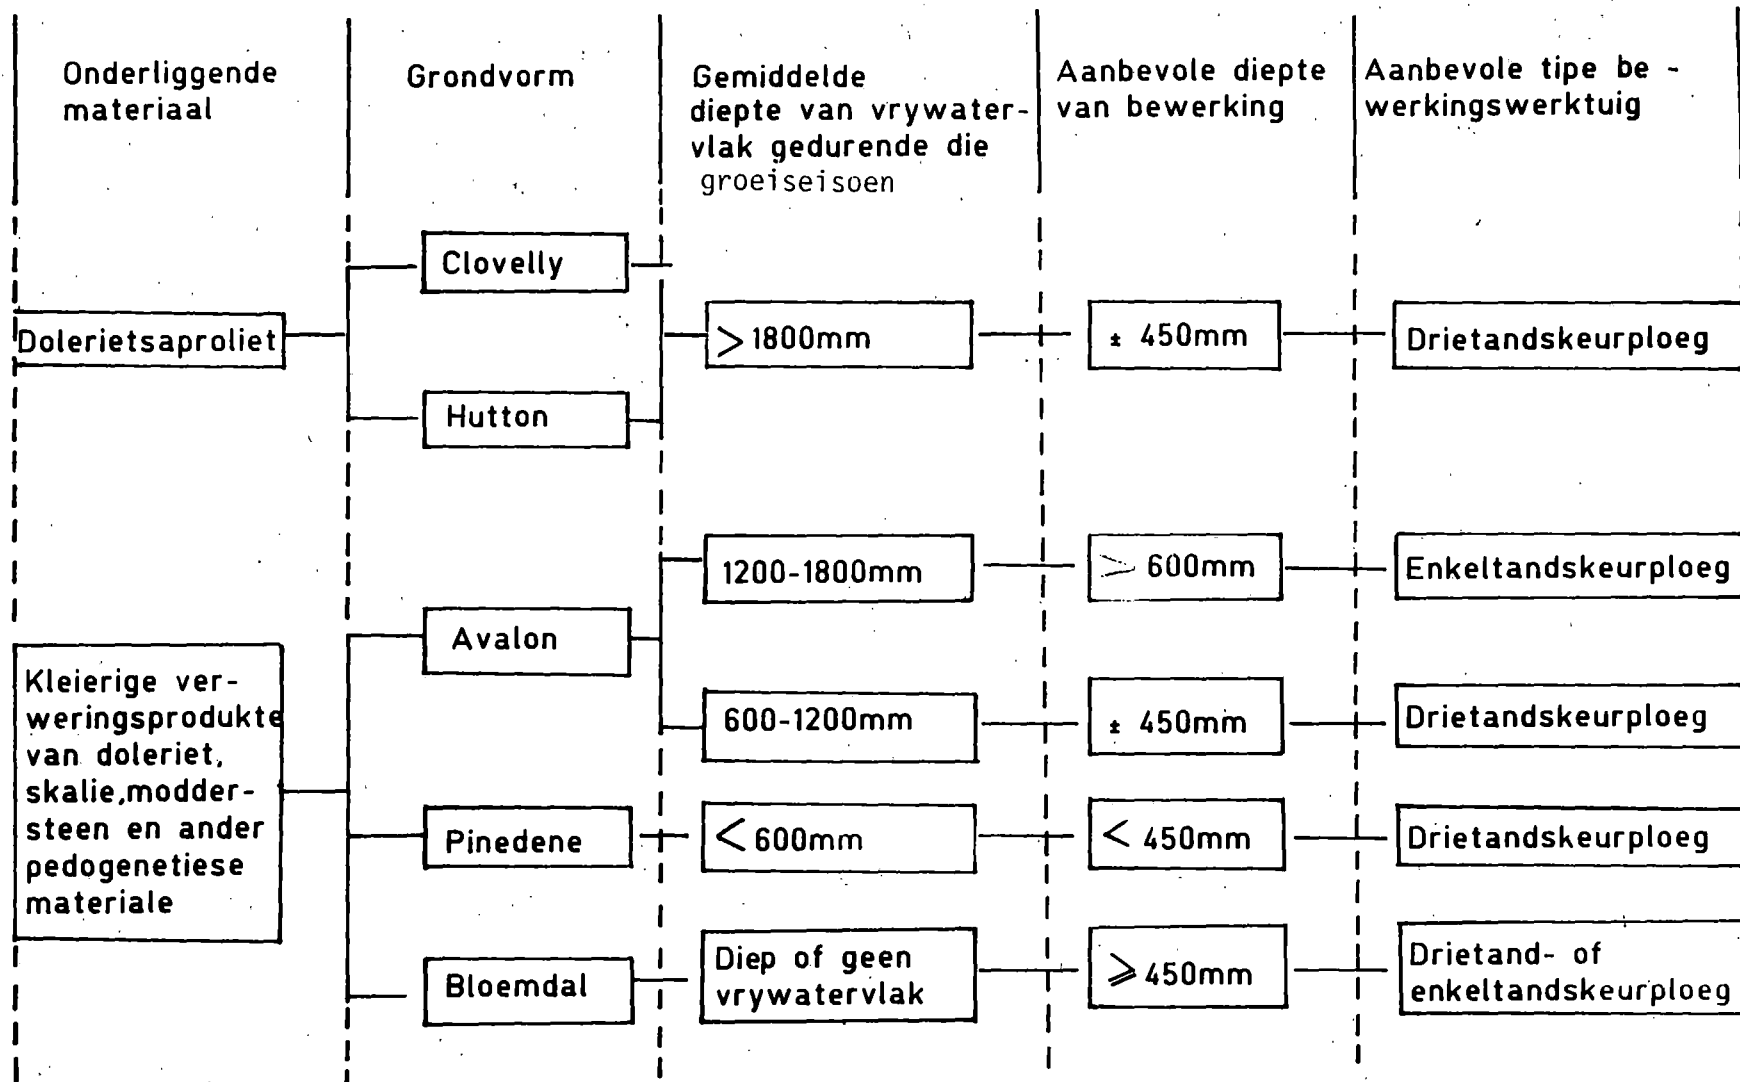 Onderliggende
materiaal
Grondvorm
Gemiddelde
diepte van vrywater-
vlak gedurende die
groeiseisoen
Aanbevole diepte
van bewerking
Aanbevole tipe be -
werkingswerktuig
Dolerietsaproliet
Clovelly
Hutton
> 1800mm
± 450mm
Drietandskeurploeg
Kleierige ver-
weringsprodukte
van doleriet,
skalie,modder-
steen en ander
pedogenetiese
materiale
Avalon
1200-1800mm
> 600mm
Enkeltandskeurploeg
600-1200mm
± 450mm
Drietandskeurploeg
Pinedene
< 600mm
< 450mm
Drietandskeurploeg
Bloemdal
Diep of geen
vrywatervlak
⩾ 450mm
Drietand- of
enkeltandskeurploeg